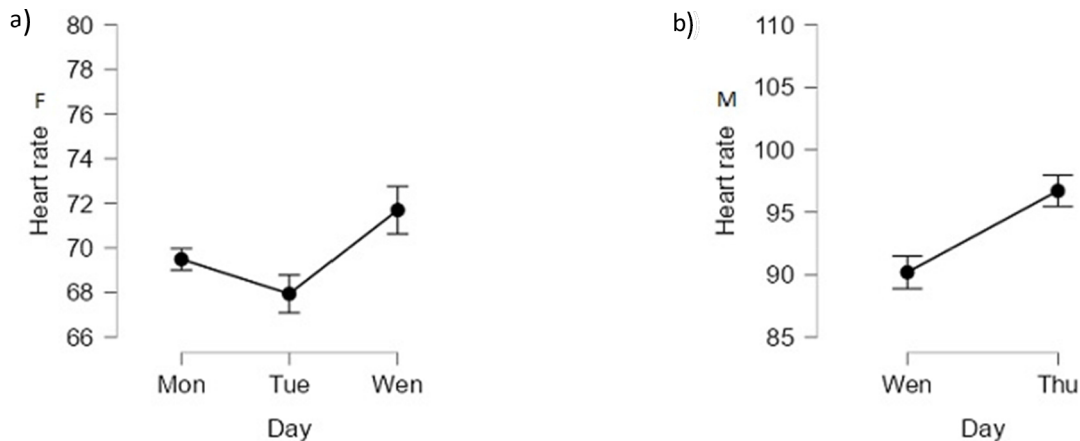 a)
F
Heart rate
80
78
76
74
72
70
68
66
Mon Tue Wen
Day
b)
M
Heart rate
110
105
100
95
90
85
Wen Thu
Day